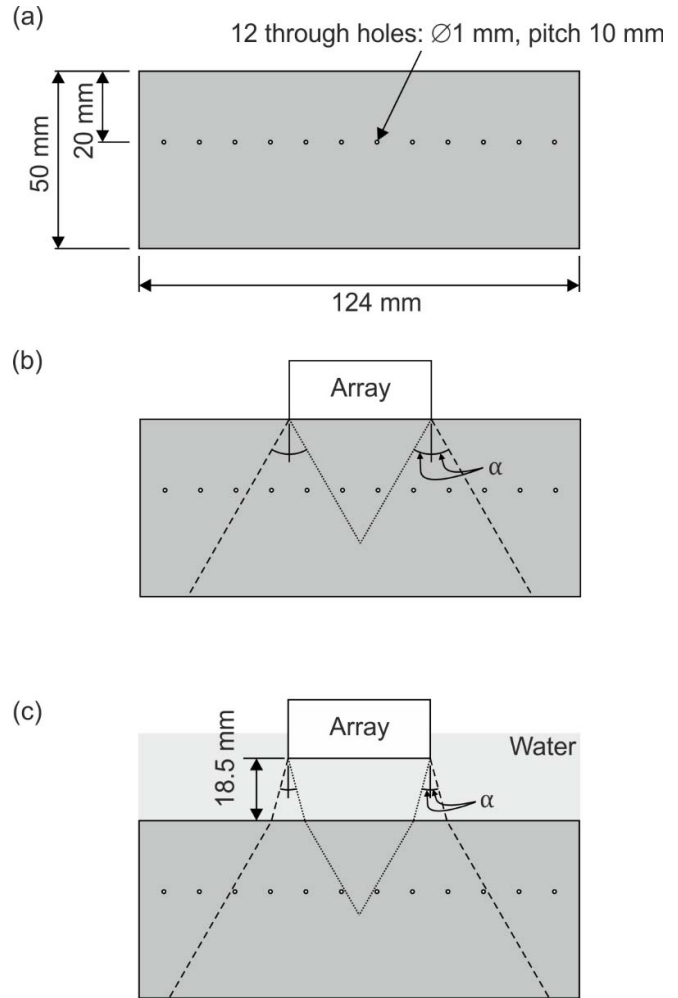 (a)
12 through holes: ∅1 mm, pitch 10 mm
50 mm
20 mm
124 mm
(b)
Array
α
(c)
Array
Water
18.5 mm
α